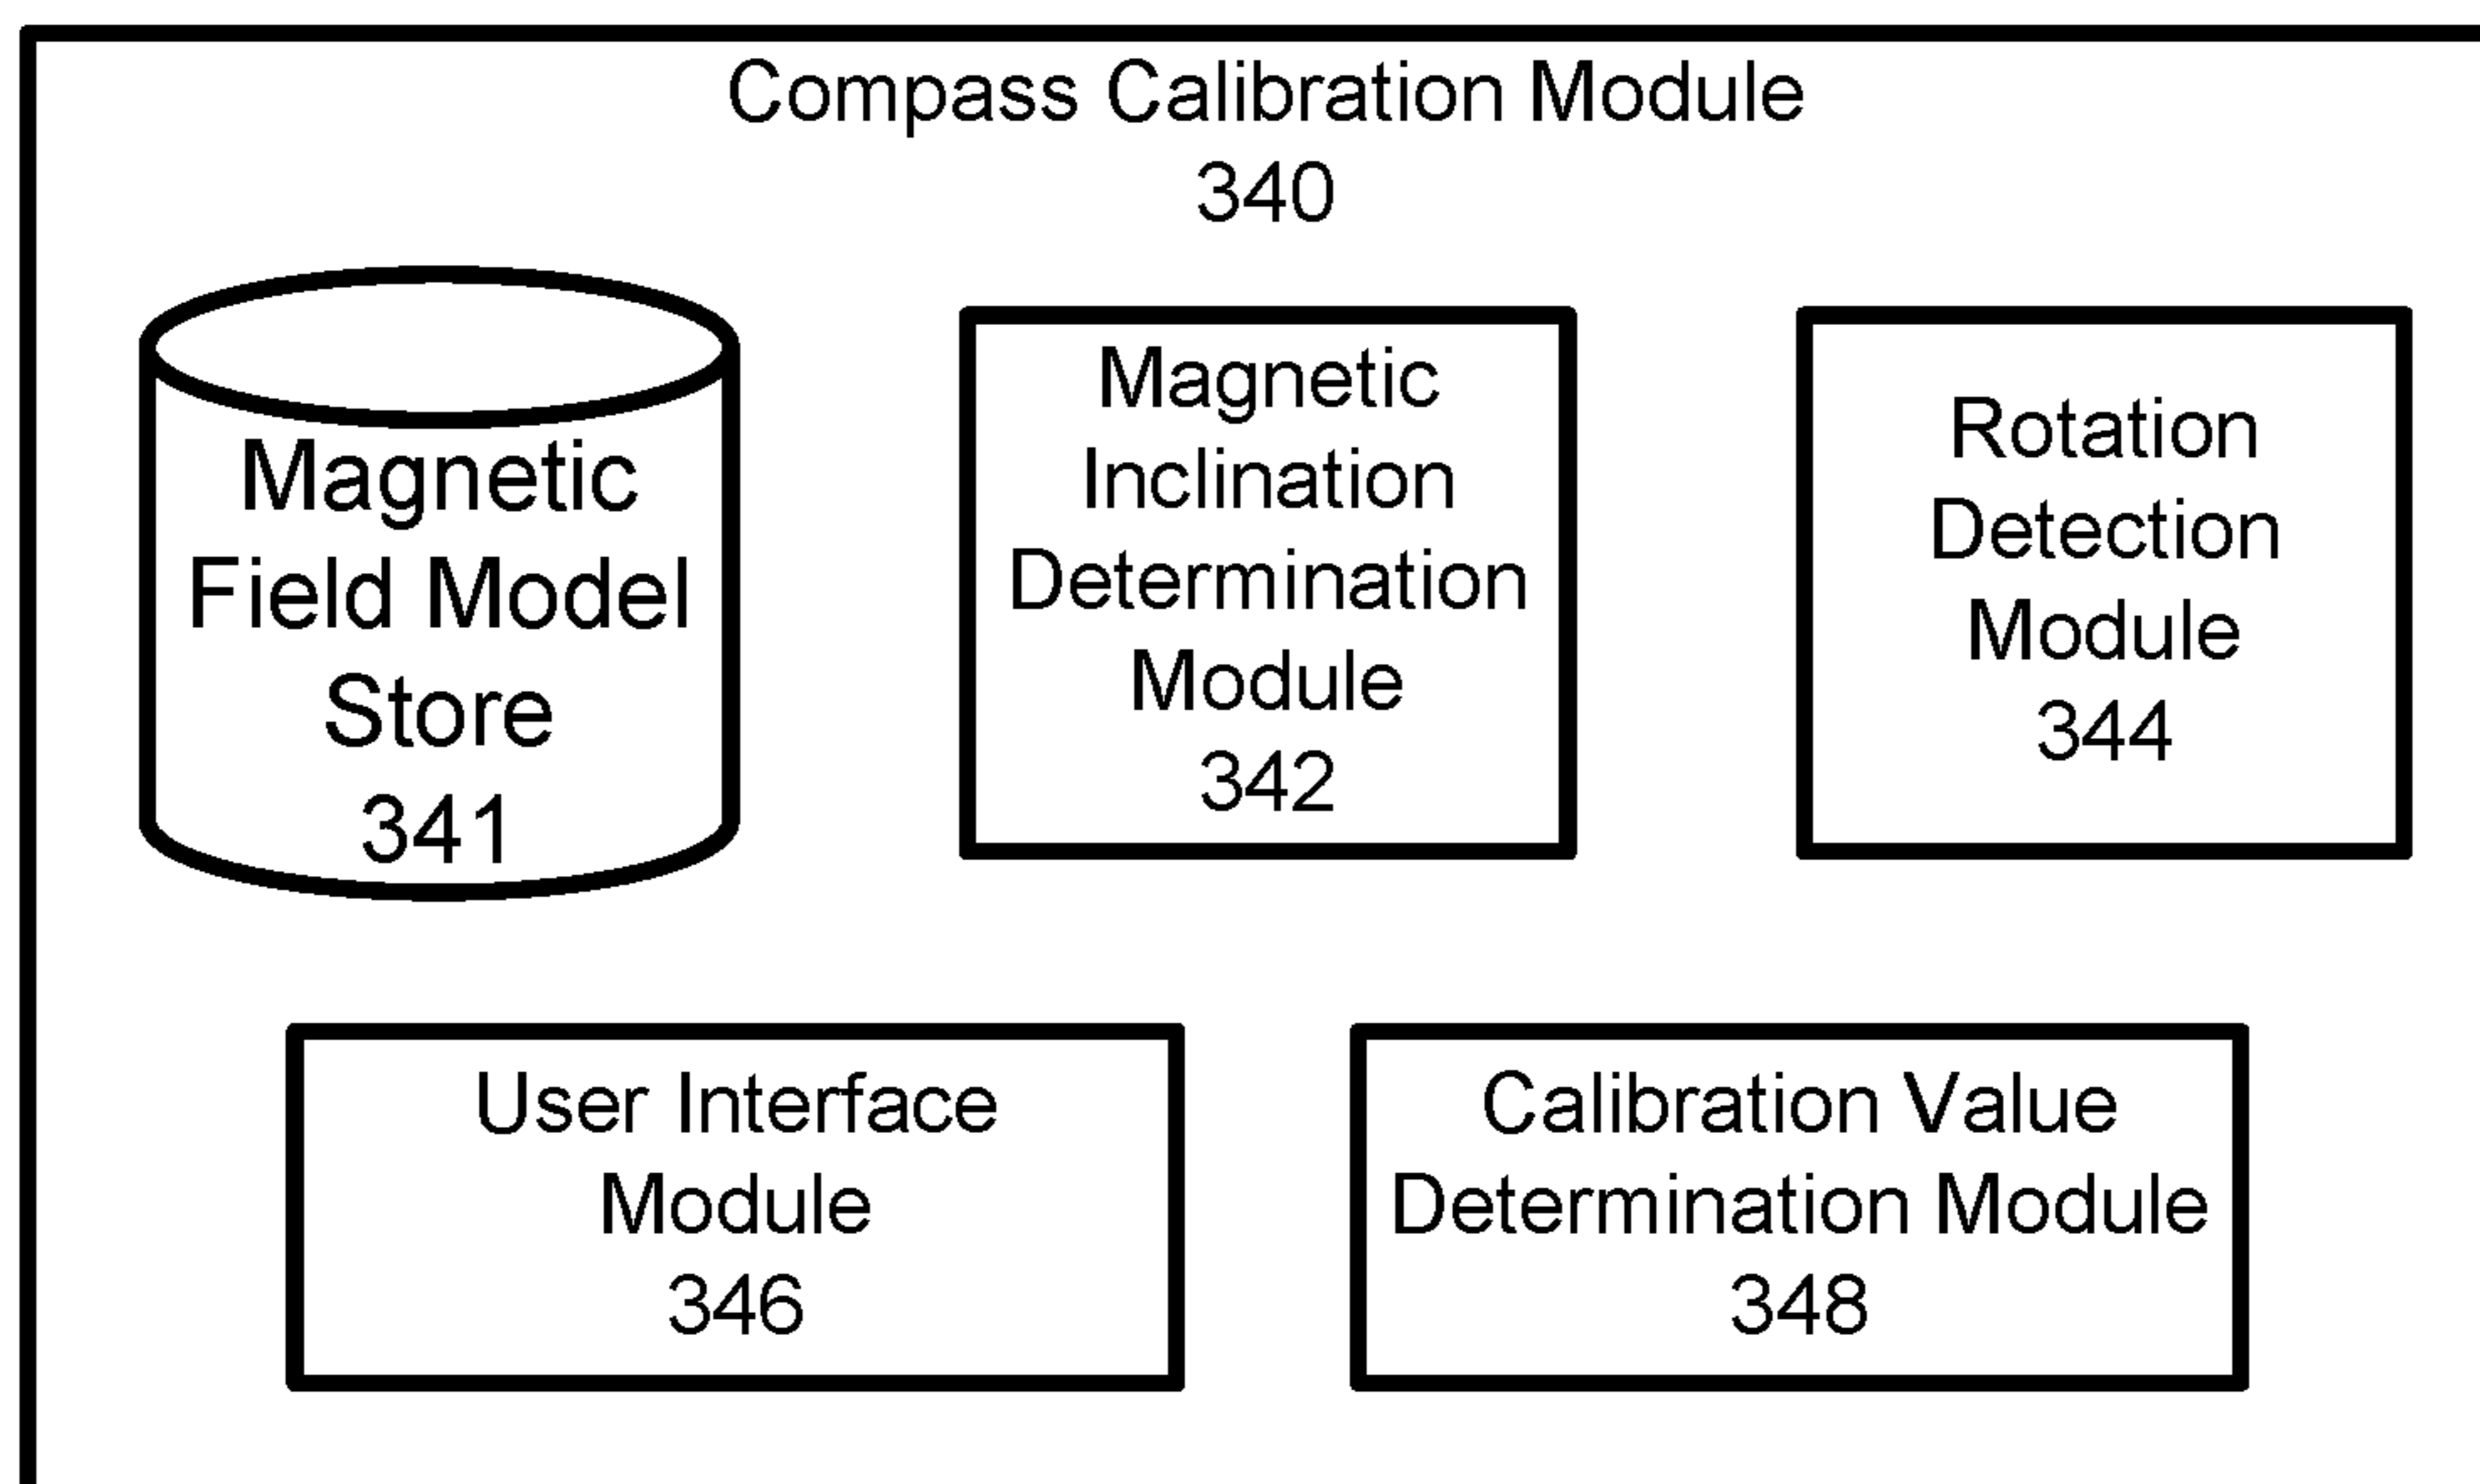 Compass Calibration Module
340
Magnetic
Field Model
Store
341
Magnetic
Inclination
Determination
Module
342
Rotation
Detection
Module
344
User Interface
Module
346
Calibration Value
Determination Module
348